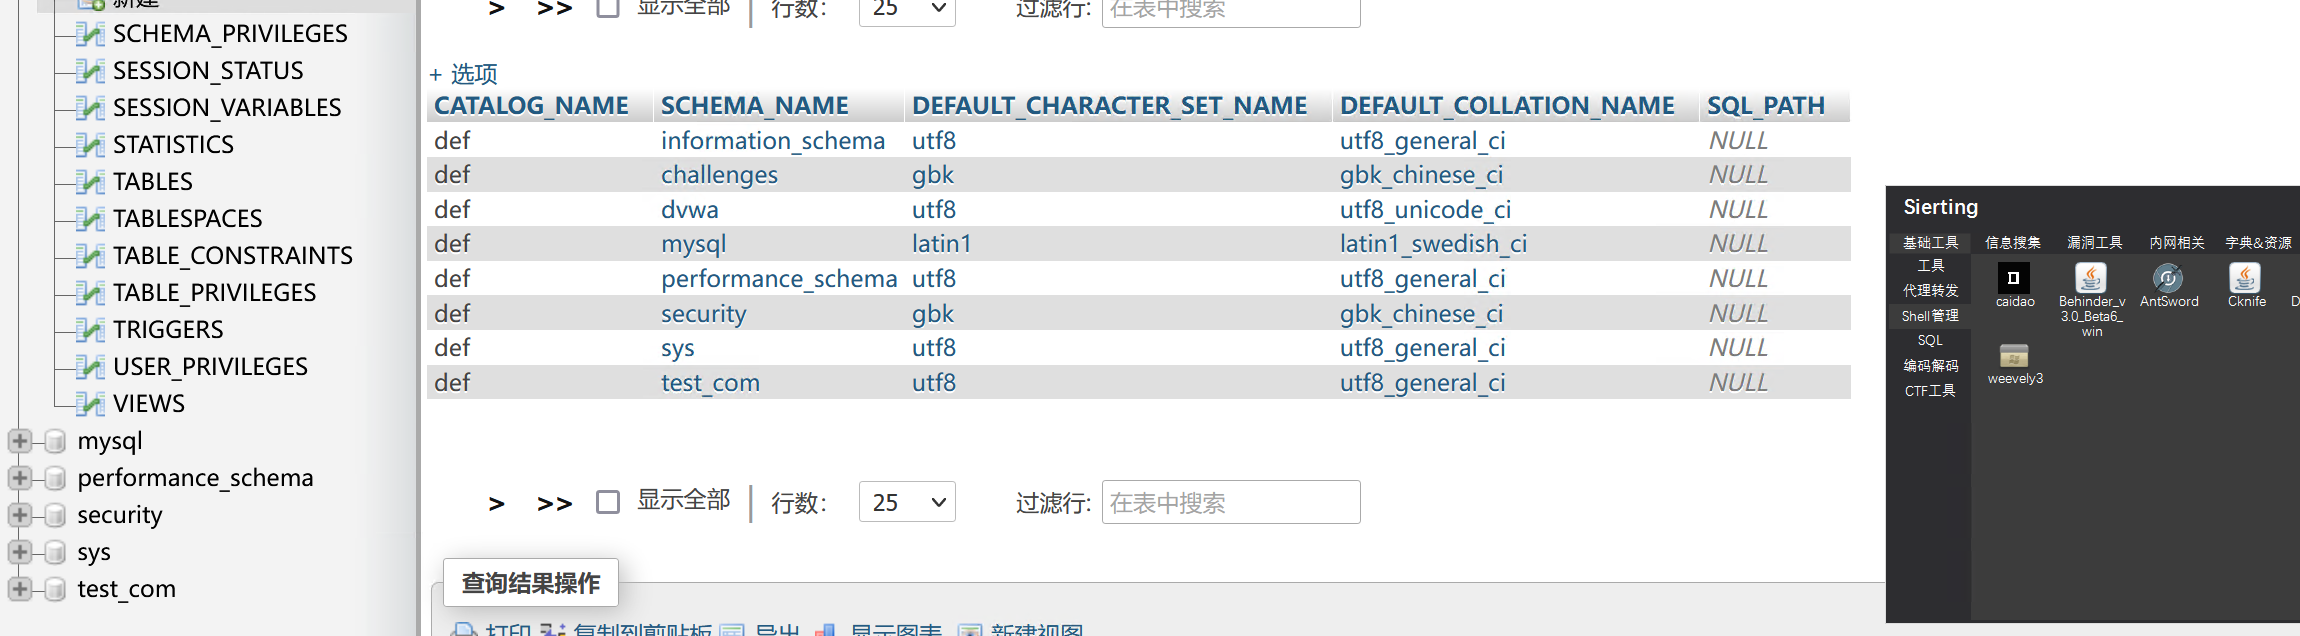 新建
SCHEMA_PRIVILEGES
SESSION_STATUS
SESSION_VARIABLES
STATISTICS
TABLES
TABLESPACES
TABLE_CONSTRAINTS
TABLE_PRIVILEGES
TRIGGERS
USER_PRIVILEGES
VIEWS
mysql
performance_schema
security
sys
test_com
> >> 显示全部 | 行数: 25 过滤行: 在表中搜索
+ 选项
CATALOG_NAME SCHEMA_NAME DEFAULT_CHARACTER_SET_NAME DEFAULT_COLLATION_NAME SQL_PATH
def information_schema utf8 utf8_general_ci NULL
def challenges gbk gbk_chinese_ci NULL
def dvwa utf8 utf8_unicode_ci NULL
def mysql latin1 latin1_swedish_ci NULL
def performance_schema utf8 utf8_general_ci NULL
def security gbk gbk_chinese_ci NULL
def sys utf8 utf8_general_ci NULL
def test_com utf8 utf8_general_ci NULL
> >> 显示全部 | 行数: 25 过滤行: 在表中搜索
查询结果操作
打印 复制到剪贴板 导出 显示图表 新建视图
Sierting
基础工具 信息搜集 漏洞工具 内网相关 字典&资源
工具
代理转发
Shell管理
SQL
编码解码
CTF工具
caidao
Behinder_v
3.0_Beta6_
win
AntSword
Cknife
D
weevely3